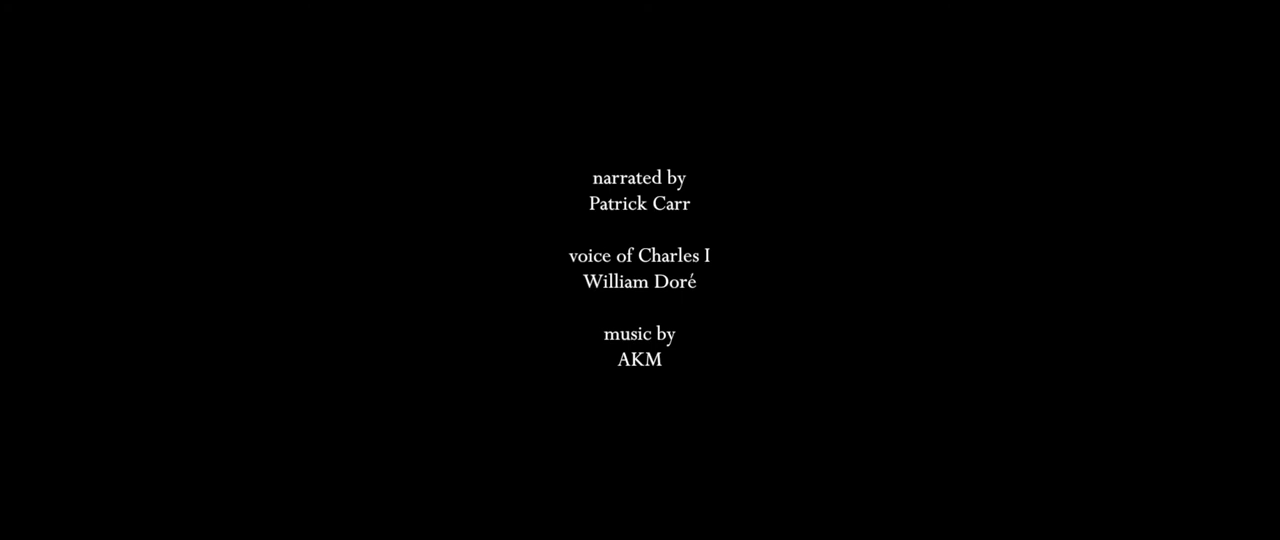 narrated by
Patrick Carr
voice of Charles I
William Doré
music by
AKM